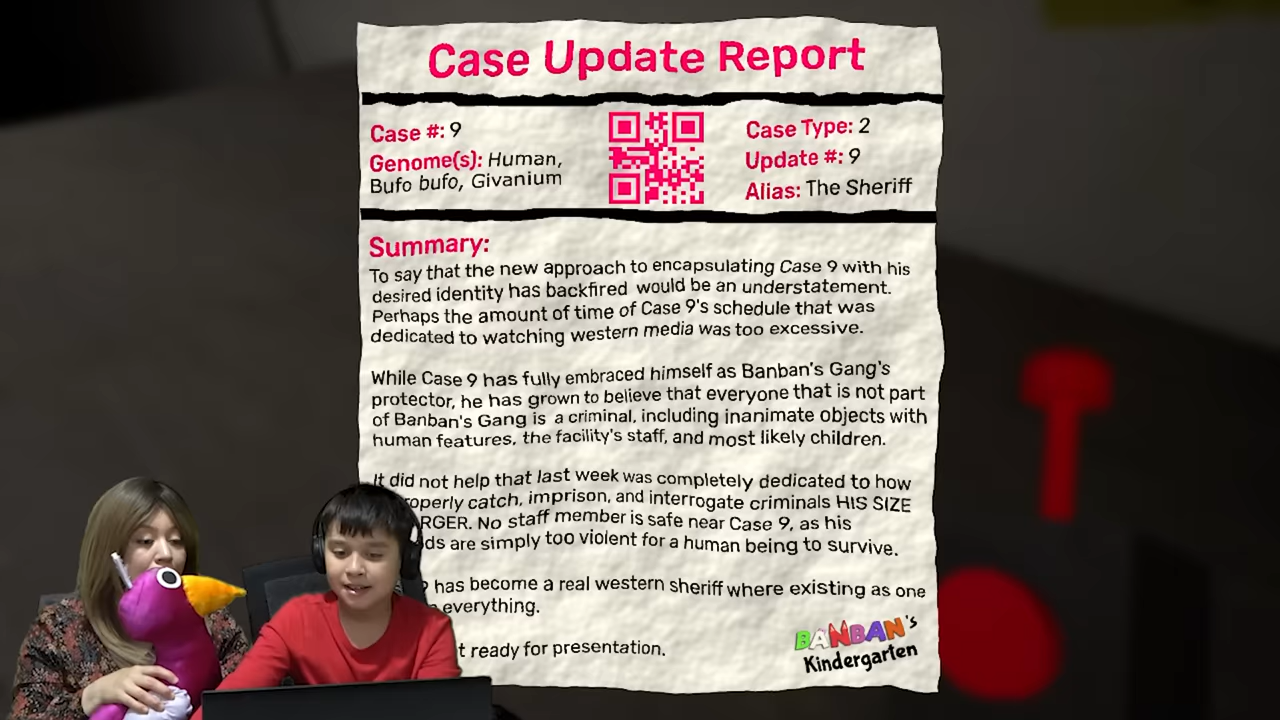 Case Update Report
Case #: 9
Genome(s): Human,
Bufo bufo, Givanium
Case Type: 2
Update #: 9
Alias: The Sheriff
Summary:
To say that the new approach to encapsulating Case 9 with his
desired identity has backfired would be an understatement.
Perhaps the amount of time of Case 9's schedule that was
dedicated to watching western media was too excessive.
While Case 9 has fully embraced himself as Banban's Gang's
protector, he has grown to believe that everyone that is not part
of Banban's Gang is a criminal, including inanimate objects with
human features, the facility's staff, and most likely children.
It did not help that last week was completely dedicated to how
catch, imprison, and interrogate criminals HIS SIZE
No staff member is safe near Case 9, as his
are simply too violent for a human being to survive.
has become a real western sheriff where existing as one
everything.
ready for presentation.
BANBAN's
Kindergarten